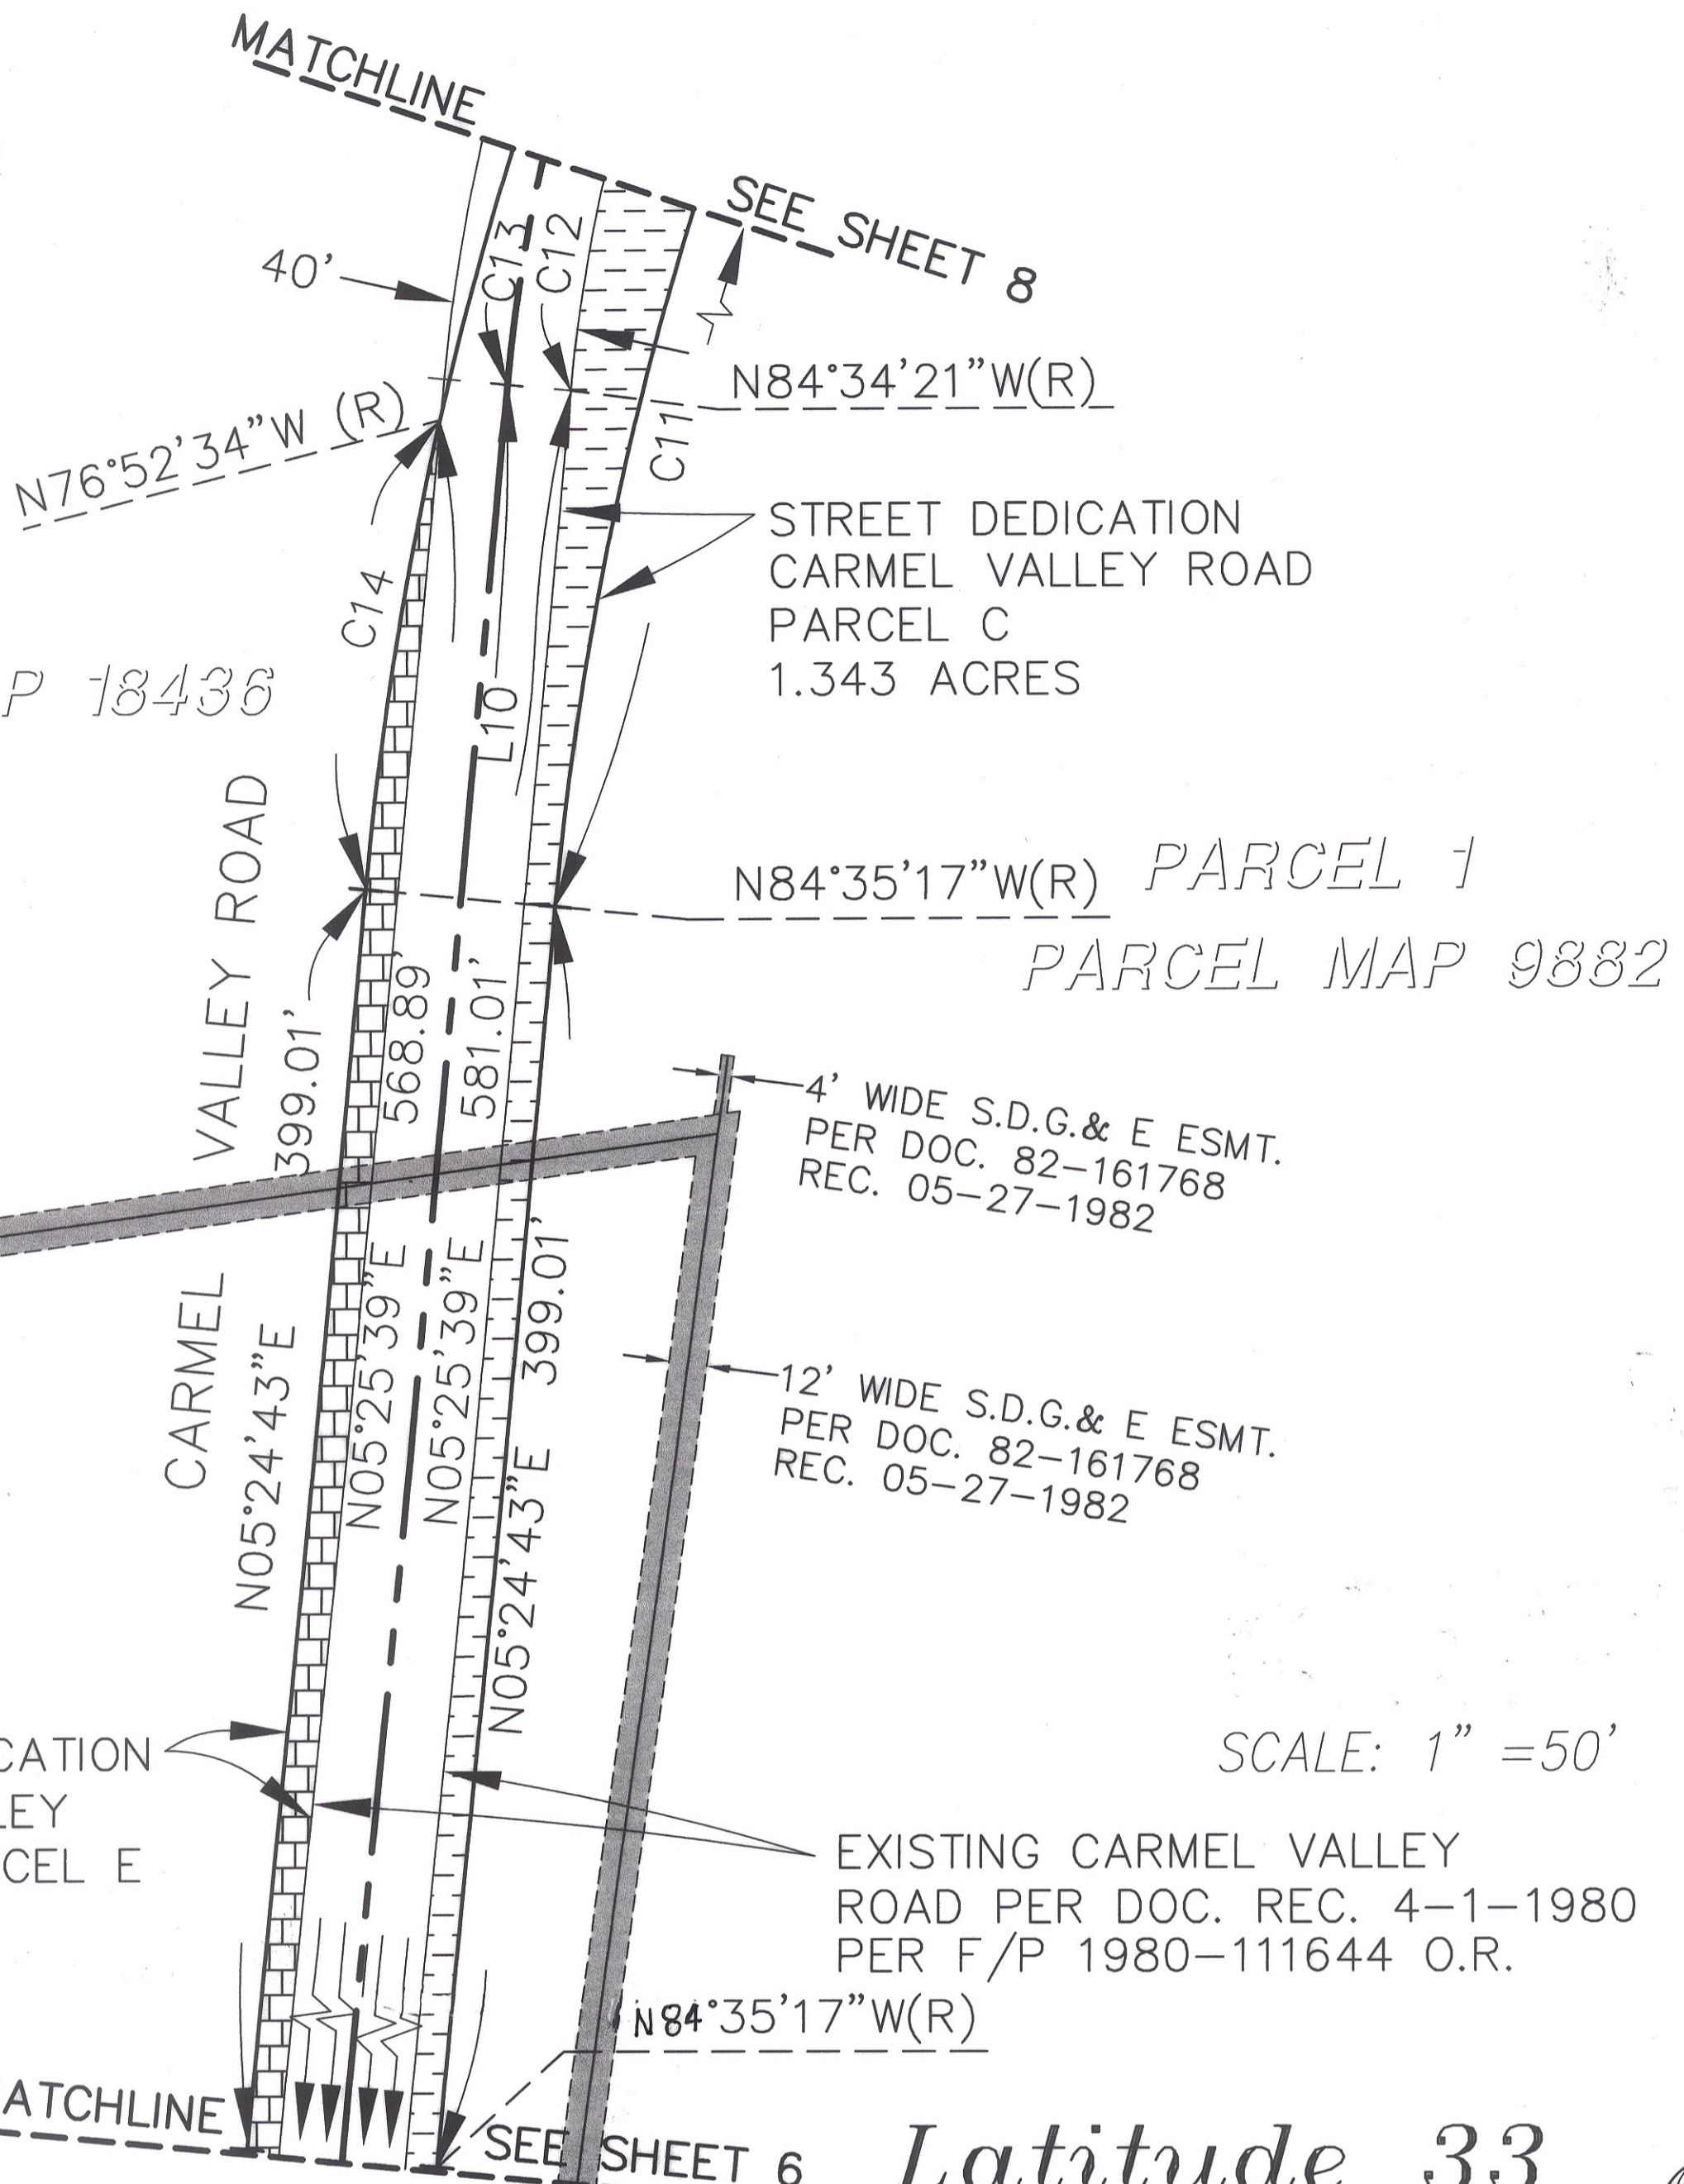 MATCHLINE
SEE SHEET 8
40'
C13
C12
N84°34'21"W(R)
N76°52'34"W (R)
C11
STREET DEDICATION
CARMEL VALLEY ROAD
PARCEL C
1.343 ACRES
C14
P 18436
L10
CARMEL VALLEY ROAD
N84°35'17"W(R)
PARCEL 1
PARCEL MAP 9882
N05°24'43"E 399.01'
N05°25'39"E 568.89'
N05°25'39"E 581.01'
N05°24'43"E 399.01'
4' WIDE S.D.G.& E ESMT.
PER DOC. 82-161768
REC. 05-27-1982
12' WIDE S.D.G.& E ESMT.
PER DOC. 82-161768
REC. 05-27-1982
SCALE: 1" =50'
CATION
LEY
CEL E
EXISTING CARMEL VALLEY
ROAD PER DOC. REC. 4-1-1980
PER F/P 1980-111644 O.R.
N84°35'17"W(R)
ATCHLINE
SEE SHEET 6
Latitude 33